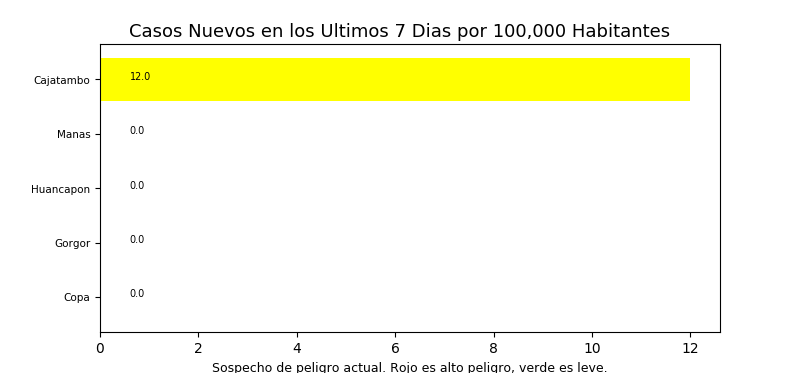 Casos Nuevos en los Ultimos 7 Dias por 100,000 Habitantes
Cajatambo 12.0
Manas 0.0
Huancapon 0.0
Gorgor 0.0
Copa 0.0
0 2 4 6 8 10 12
Sospecho de peligro actual. Rojo es alto peligro, verde es leve.